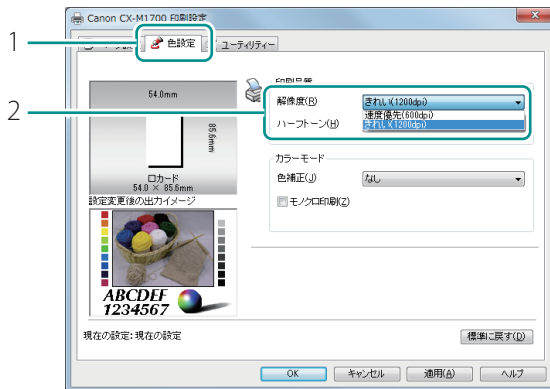 Canon CX-M1700 印刷設定
1
色設定
ユーティリティー
印刷品質
54.0mm
85.6mm
ロカード
54.0 × 85.6mm
2
解像度(R)
きれい(1200dpi)
速度優先(600dpi)
きれい(1200dpi)
ハーフトーン(H)
カラーモード
色補正(J)
なし
モノクロ印刷(Z)
設定変更後の出力イメージ
ABCDEF
1234567
現在の設定:現在の設定
標準に戻す(D)
OK
キャンセル
適用(A)
ヘルプ